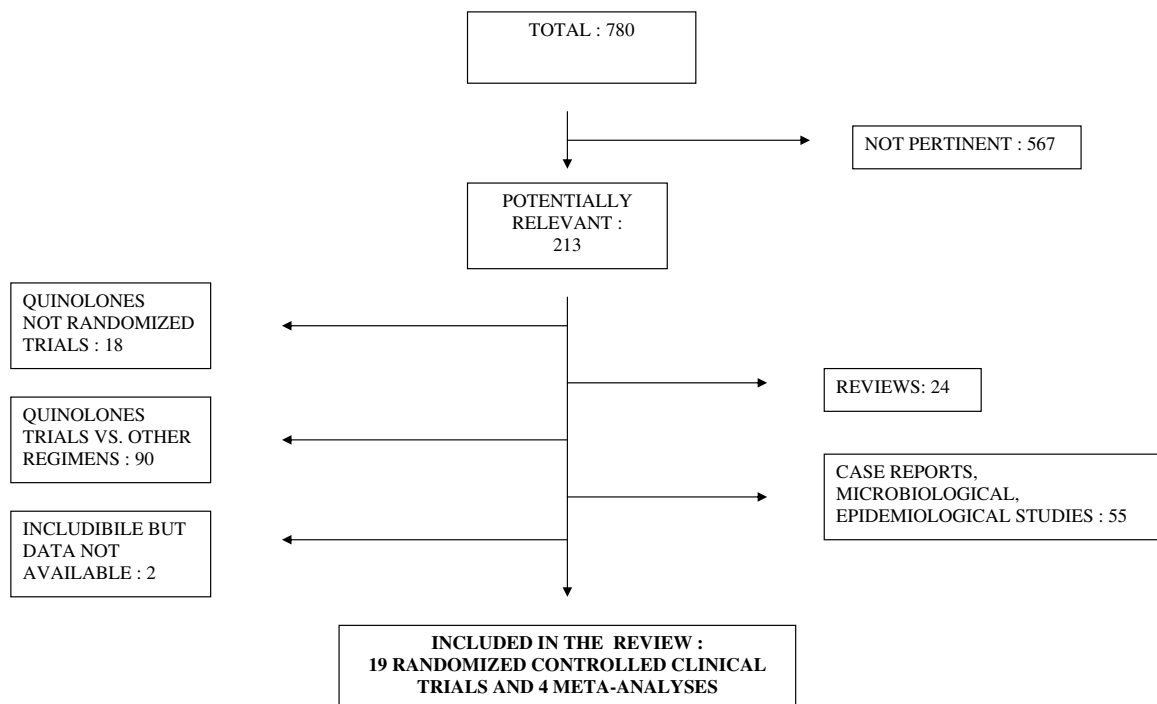 TOTAL : 780
NOT PERTINENT : 567
POTENTIALLY
RELEVANT :
213
QUINOLONES
NOT RANDOMIZED
TRIALS : 18
REVIEWS: 24
QUINOLONES
TRIALS VS. OTHER
REGIMENS : 90
CASE REPORTS,
MICROBIOLOGICAL,
EPIDEMIOLOGICAL STUDIES : 55
INCLUDIBILE BUT
DATA NOT
AVAILABLE : 2
INCLUDED IN THE REVIEW :
19 RANDOMIZED CONTROLLED CLINICAL
TRIALS AND 4 META-ANALYSES